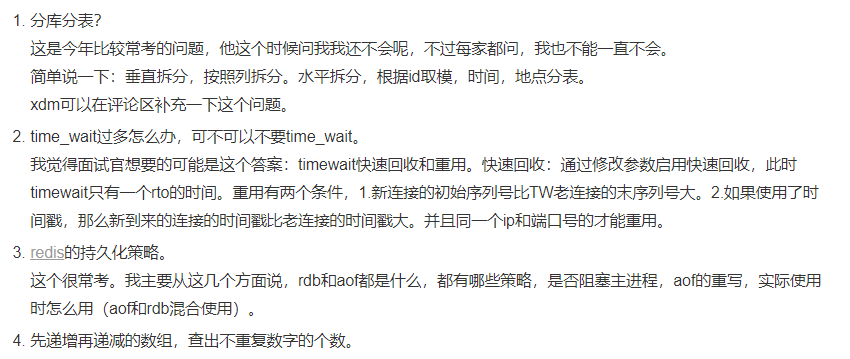 1. 分库分表？
这是今年比较常考的问题，他这个时候问我我还不会呢，不过每家都问，我也不能一直不会。
简单说一下：垂直拆分，按照列拆分。水平拆分，根据id取模，时间，地点分表。
xdm可以在评论区补充一下这个问题。
2. time_wait过多怎么办，可不可以不要time_wait。
我觉得面试官想要的可能是这个答案：timewait快速回收和重用。快速回收：通过修改参数启用快速回收，此时
timewait只有一个rto的时间。重用有两个条件，1.新连接的初始序列号比TW老连接的末序列号大。2.如果使用了时
间戳，那么新到来的连接的时间戳比老连接的时间戳大。并且同一个ip和端口号的才能重用。
3. redis的持久化策略。
这个很常考。我主要从这几个方面说，rdb和aof都是什么，都有哪些策略，是否阻塞主进程，aof的重写，实际使用
时怎么用（aof和rdb混合使用）。
4. 先递增再递减的数组，查出不重复数字的个数。